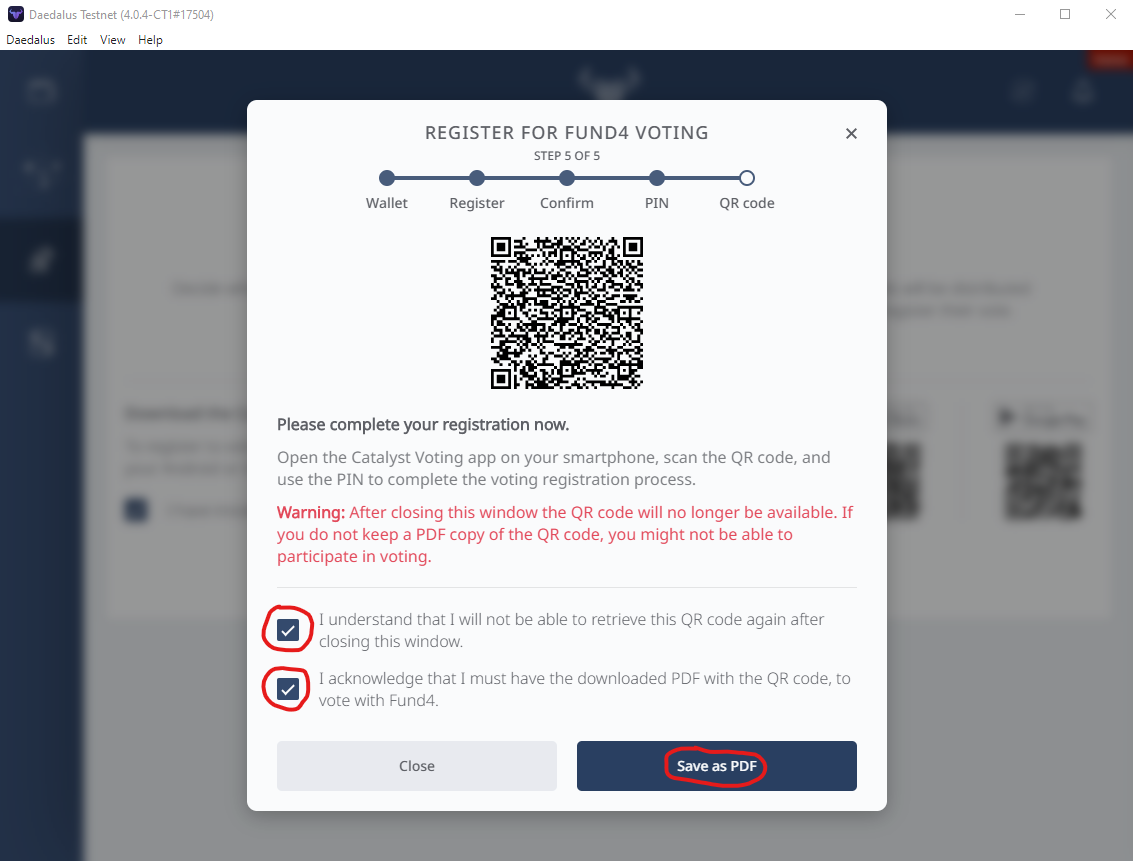 Daedalus Testnet (4.0.4-CT1#17504)
Daedalus Edit View Help
REGISTER FOR FUND4 VOTING
STEP 5 OF 5
Wallet Register Confirm PIN QR code
Please complete your registration now.
Open the Catalyst Voting app on your smartphone, scan the QR code, and
use the PIN to complete the voting registration process.
Warning: After closing this window the QR code will no longer be available. If
you do not keep a PDF copy of the QR code, you might not be able to
participate in voting.
I understand that I will not be able to retrieve this QR code again after
closing this window.
I acknowledge that I must have the downloaded PDF with the QR code, to
vote with Fund4.
Close Save as PDF